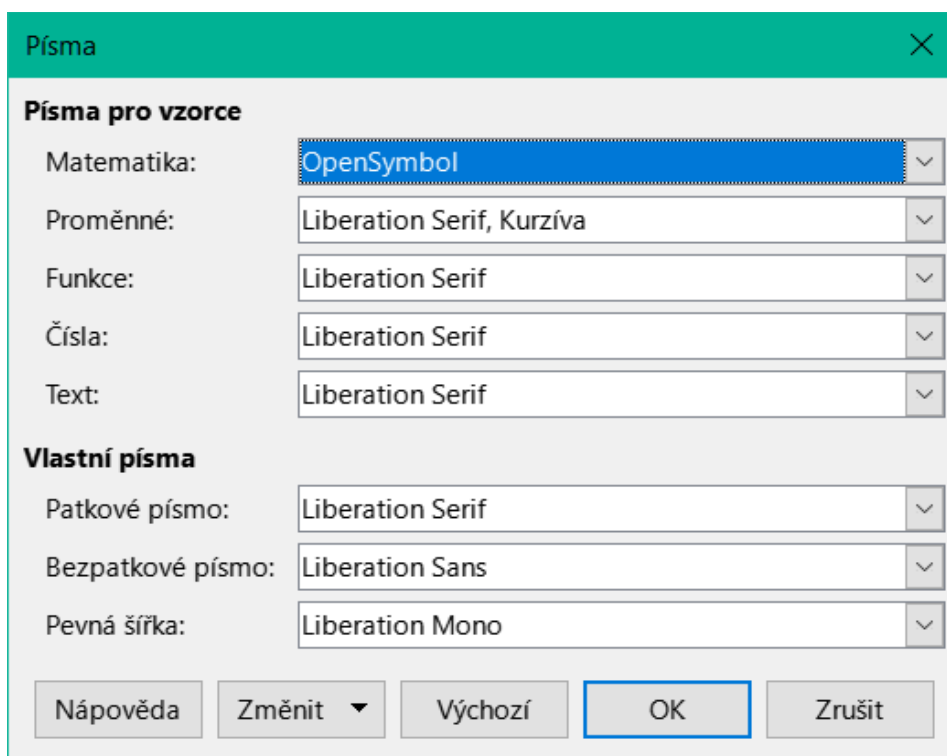 Písma
Písma pro vzorce
Matematika: OpenSymbol
Proměnné: Liberation Serif, Kurzíva
Funkce: Liberation Serif
Čísla: Liberation Serif
Text: Liberation Serif
Vlastní písma
Patkové písmo: Liberation Serif
Bezpatkové písmo: Liberation Sans
Pevná šířka: Liberation Mono
Nápověda Změnit Výchozí OK Zrušit